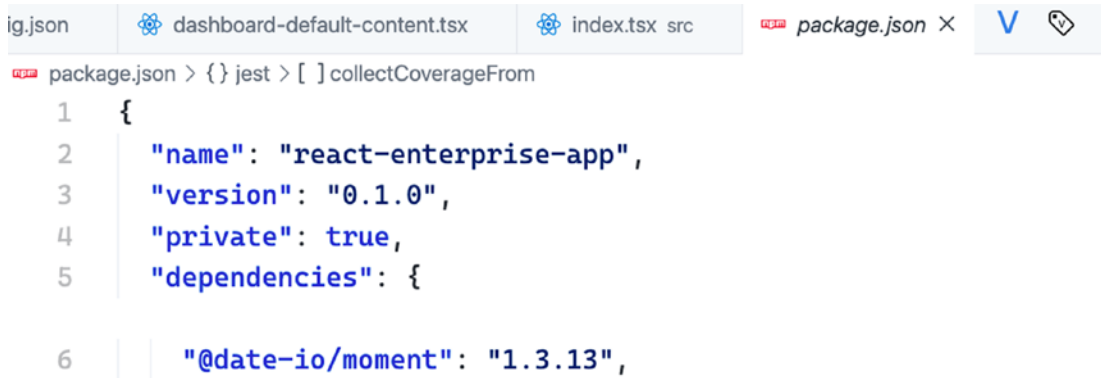 ig.json dashboard-default-content.tsx index.tsx src npm package.json ×
npm package.json > {} jest > [ ] collectCoverageFrom
1 {
2 "name": "react-enterprise-app",
3 "version": "0.1.0",
4 "private": true,
5 "dependencies": {
6 "@date-io/moment": "1.3.13",